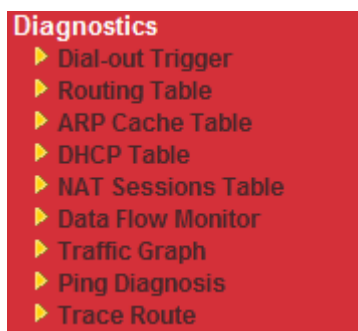 Diagnostics
Dial-out Trigger
Routing Table
ARP Cache Table
DHCP Table
NAT Sessions Table
Data Flow Monitor
Traffic Graph
Ping Diagnosis
Trace Route